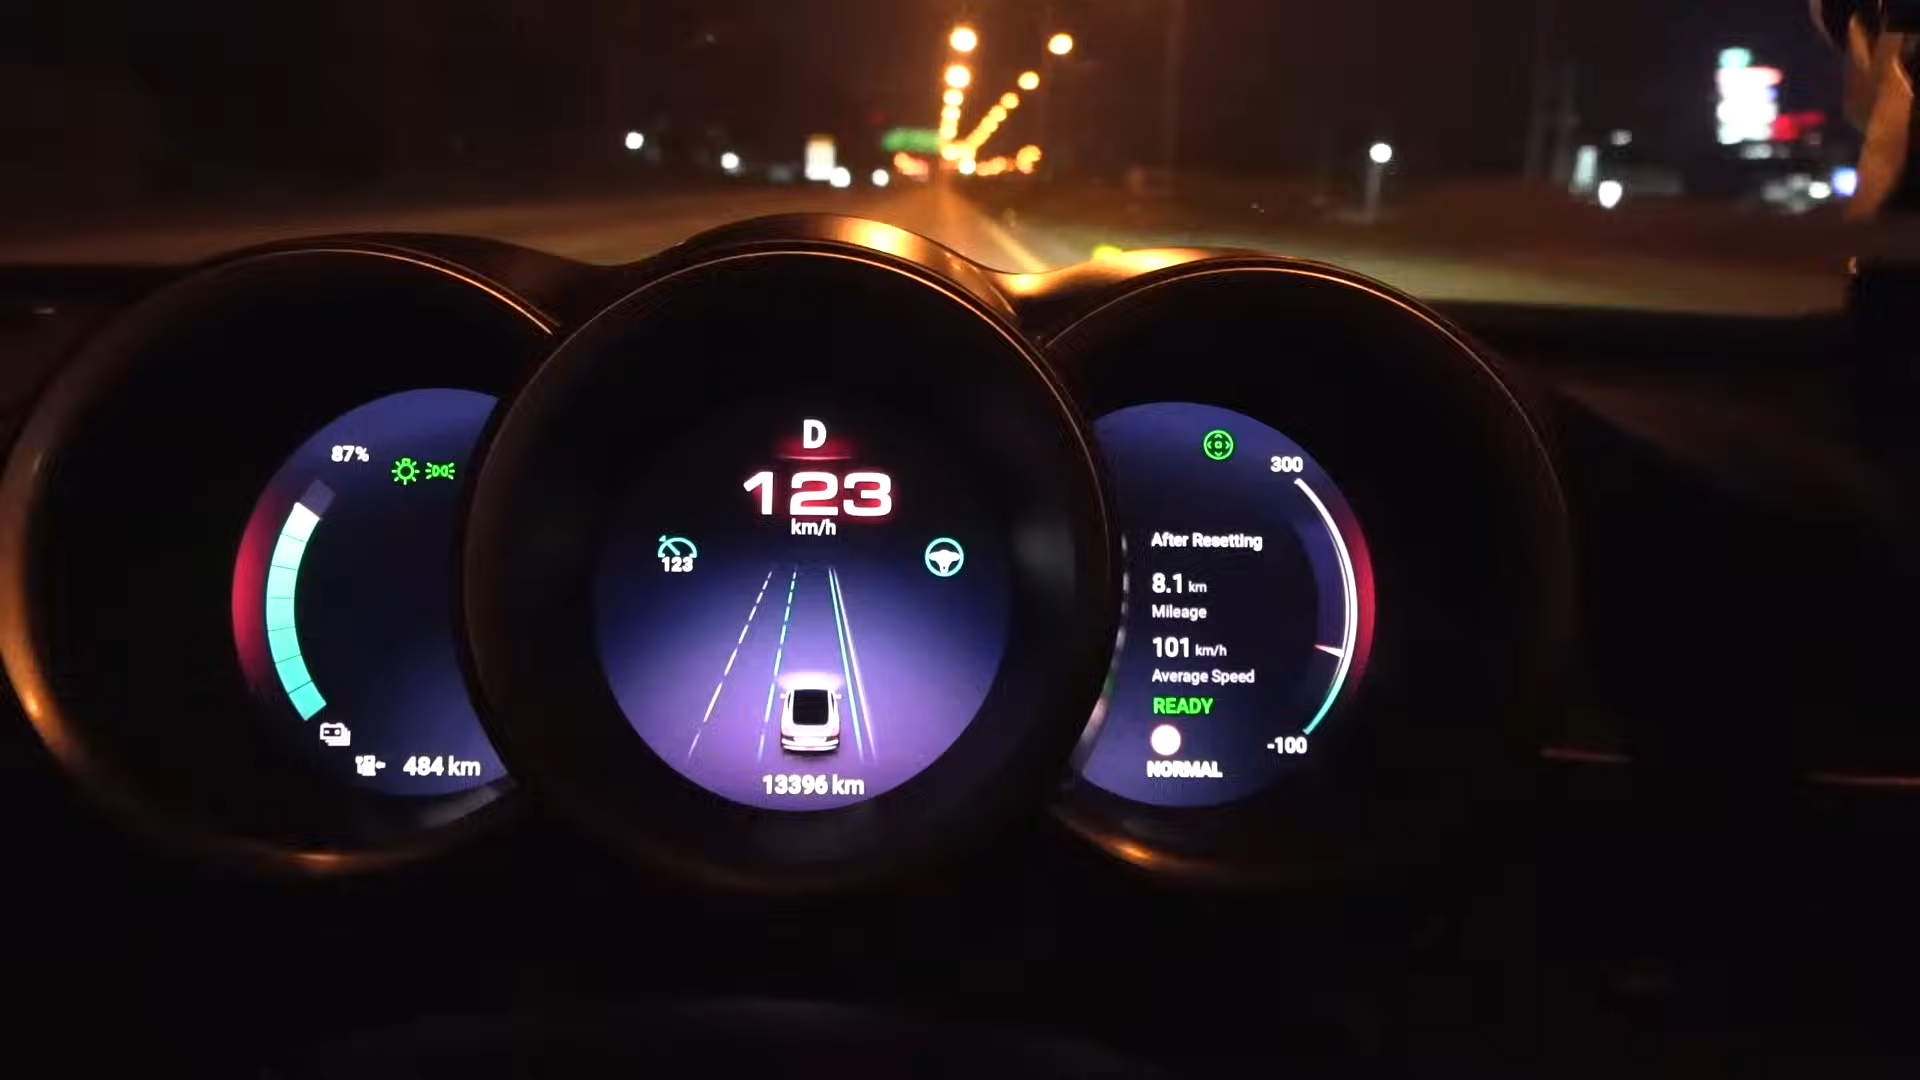 87%
484 km
D
123
km/h
123
13396 km
300
After Resetting
8.1 km
Mileage
101 km/h
Average Speed
READY
-100
NORMAL